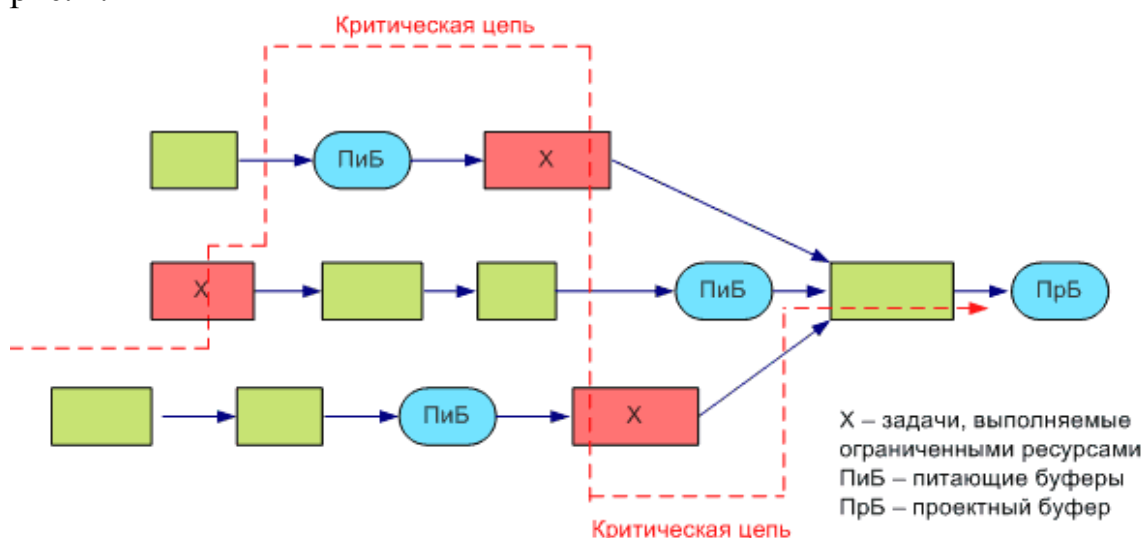 Критическая цепь
ПиБ
X
X
ПиБ
ПрБ
ПиБ
X
X – задачи, выполняемые
ограниченными ресурсами
ПиБ – питающие буферы
ПрБ – проектный буфер
Критическая цепь